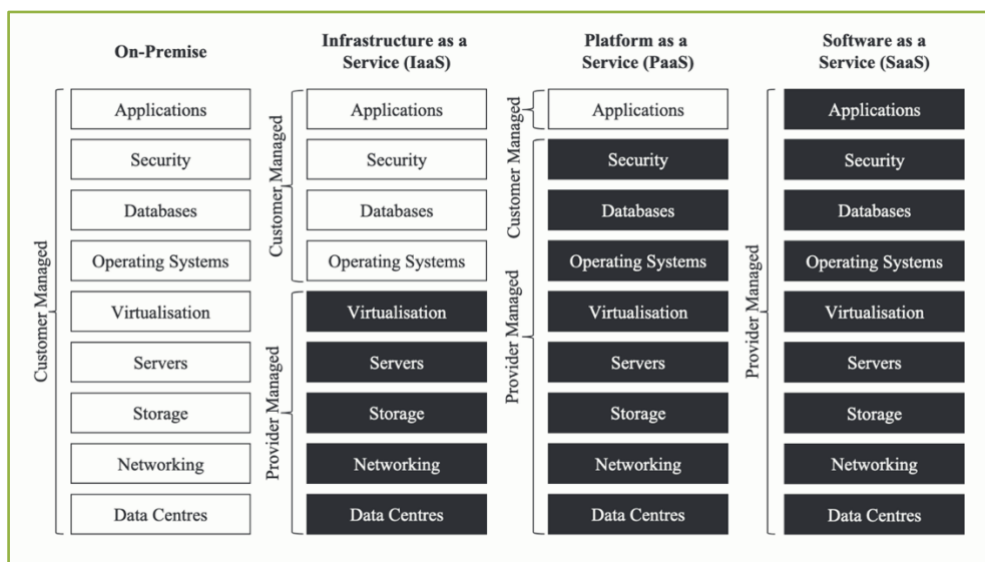 On-Premise
Customer Managed
Applications
Security
Databases
Operating Systems
Virtualisation
Servers
Storage
Networking
Data Centres
Infrastructure as a
Service (IaaS)
Customer Managed
Provider Managed
Applications
Security
Databases
Operating Systems
Virtualisation
Servers
Storage
Networking
Data Centres
Platform as a
Service (PaaS)
Customer Managed
Provider Managed
Applications
Security
Databases
Operating Systems
Virtualisation
Servers
Storage
Networking
Data Centres
Software as a
Service (SaaS)
Provider Managed
Applications
Security
Databases
Operating Systems
Virtualisation
Servers
Storage
Networking
Data Centres